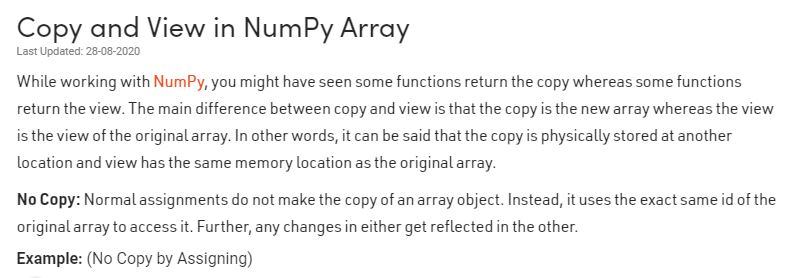 Copy and View in NumPy Array
Last Updated: 28-08-2020
While working with NumPy, you might have seen some functions return the copy whereas some functions
return the view. The main difference between copy and view is that the copy is the new array whereas the view
is the view of the original array. In other words, it can be said that the copy is physically stored at another
location and view has the same memory location as the original array.
No Copy: Normal assignments do not make the copy of an array object. Instead, it uses the exact same id of the
original array to access it. Further, any changes in either get reflected in the other.
Example: (No Copy by Assigning)